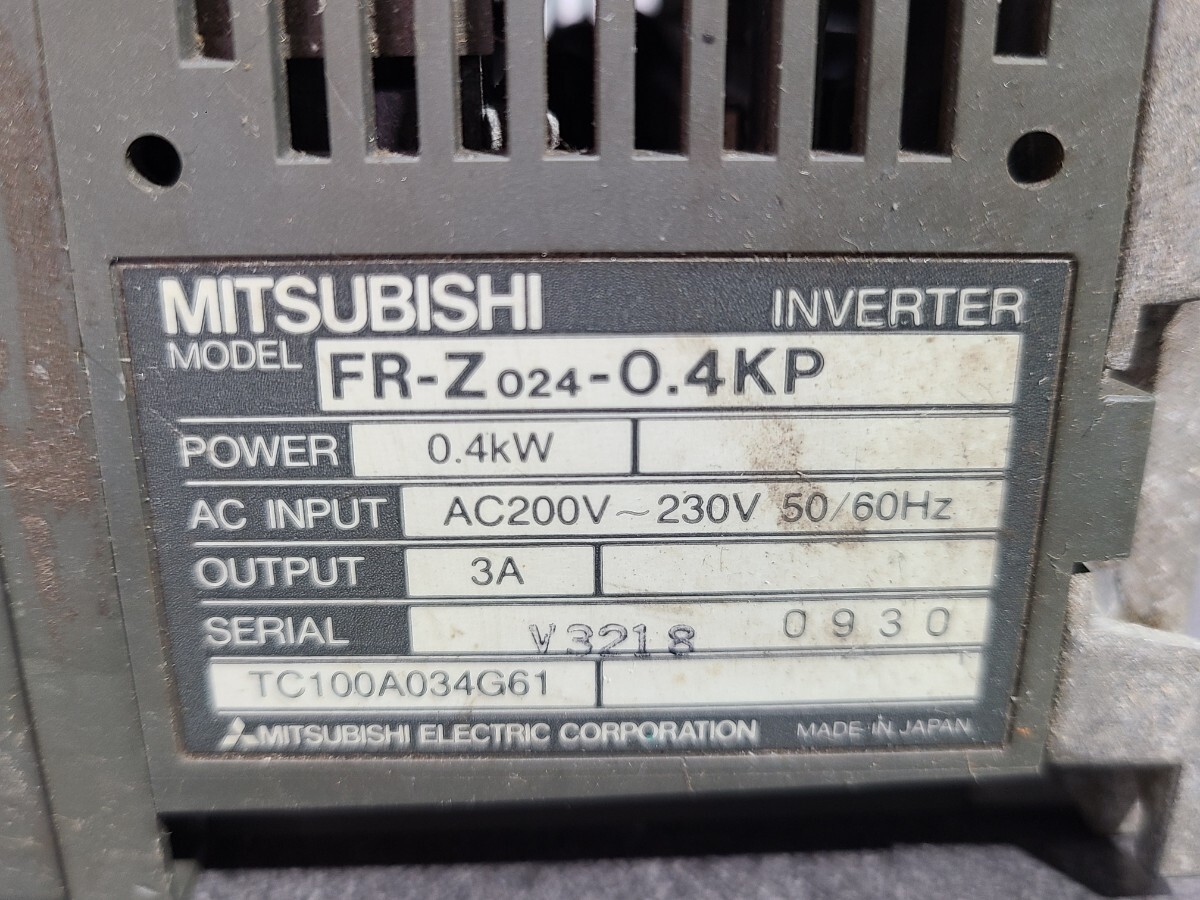 MITSUBISHI INVERTER
MODEL FR-Z024-0.4KP
POWER 0.4kW
AC INPUT AC200V~230V 50/60Hz
OUTPUT 3A
SERIAL V3218 0930
TC100A034G61
MITSUBISHI ELECTRIC CORPORATION MADE IN JAPAN